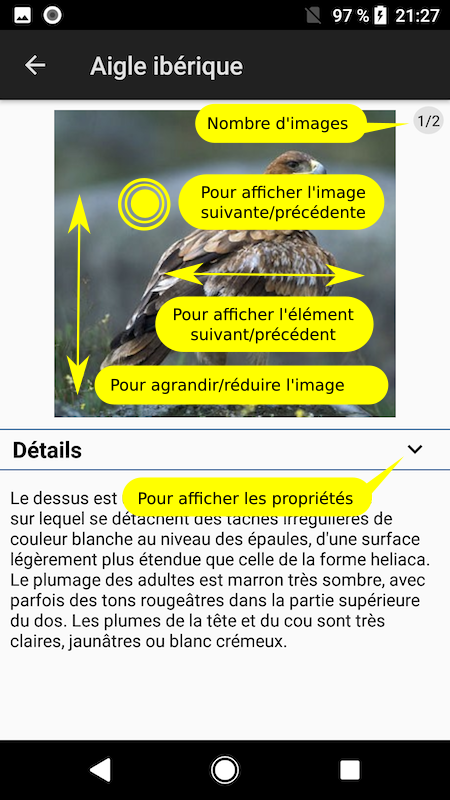 97 % 21:27
Aigle ibérique
Nombre d'images
1/2
Pour afficher l'image
suivante/précédente
Pour afficher l'élément
suivant/précédent
Pour agrandir/réduire l'image
Détails
Pour afficher les propriétés
Le dessus est
sur lequel se détachent des taches irrégulières de
couleur blanche au niveau des épaules, d'une surface
légèrement plus étendue que celle de la forme heliaca.
Le plumage des adultes est marron très sombre, avec
parfois des tons rougeâtres dans la partie supérieure
du dos. Les plumes de la tête et du cou sont très
claires, jaunâtres ou blanc crémeux.